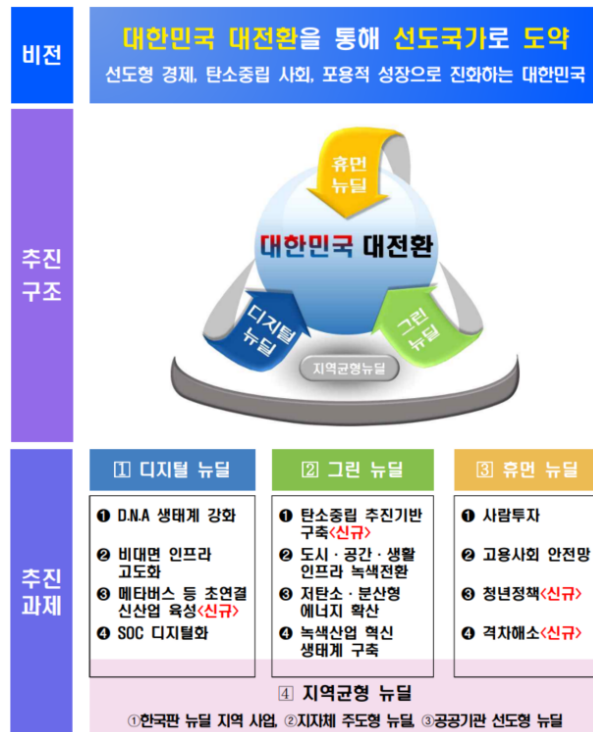 비전
대한민국 대전환을 통해 선도국가로 도약
선도형 경제, 탄소중립 사회, 포용적 성장으로 진화하는 대한민국
추진
구조
휴먼
뉴딜
대한민국 대전환
디지털
뉴딜
그린
뉴딜
지역균형뉴딜
추진
과제
1 디지털 뉴딜
❶ D.N.A 생태계 강화
❷ 비대면 인프라
고도화
❸ 메타버스 등 초연결
신산업 육성<신규>
❹ SOC 디지털화
2 그린 뉴딜
❶ 탄소중립 추진기반
구축<신규>
❷ 도시·공간·생활
인프라 녹색전환
❸ 저탄소·분산형
에너지 확산
❹ 녹색산업 혁신
생태계 구축
3 휴먼 뉴딜
❶ 사람투자
❷ 고용사회 안전망
❸ 청년정책<신규>
❹ 격차해소<신규>
4 지역균형 뉴딜
①한국판 뉴딜 지역 사업, ②지자체 주도형 뉴딜, ③공공기관 선도형 뉴딜